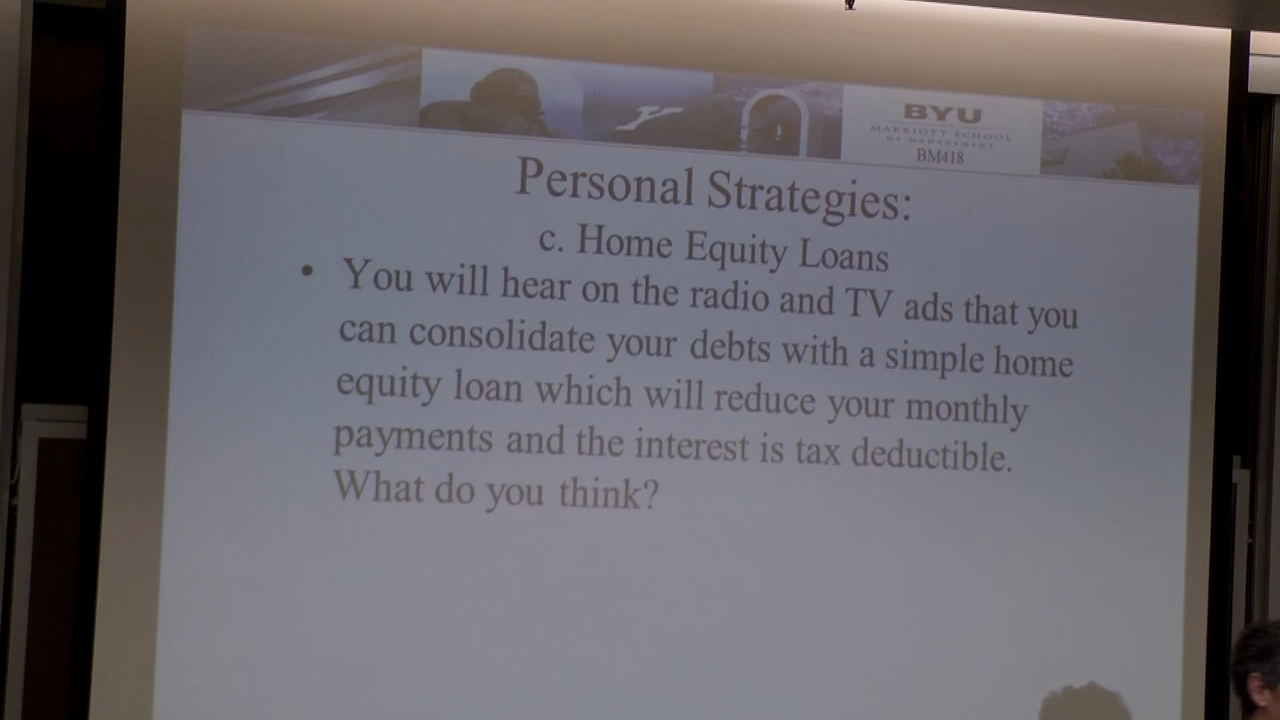 BYU
MARRIOTT SCHOOL
OF MANAGEMENT
BM418
Personal Strategies:
c. Home Equity Loans
• You will hear on the radio and TV ads that you
can consolidate your debts with a simple home
equity loan which will reduce your monthly
payments and the interest is tax deductible.
What do you think?